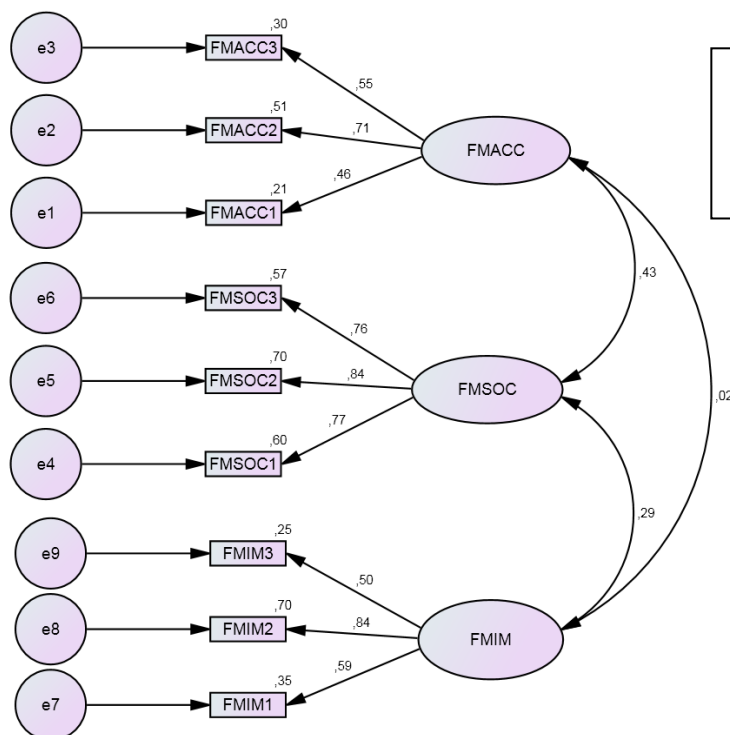 e3
,30
FMACC3
,55
e2
,51
FMACC2
,71
FMACC
e1
,21
FMACC1
,46
,43
e6
,57
FMSOC3
,76
e5
,70
FMSOC2
,84
FMSOC
,02
e4
,60
FMSOC1
,77
,29
e9
,25
FMIM3
,50
e8
,70
FMIM2
,84
FMIM
e7
,35
FMIM1
,59